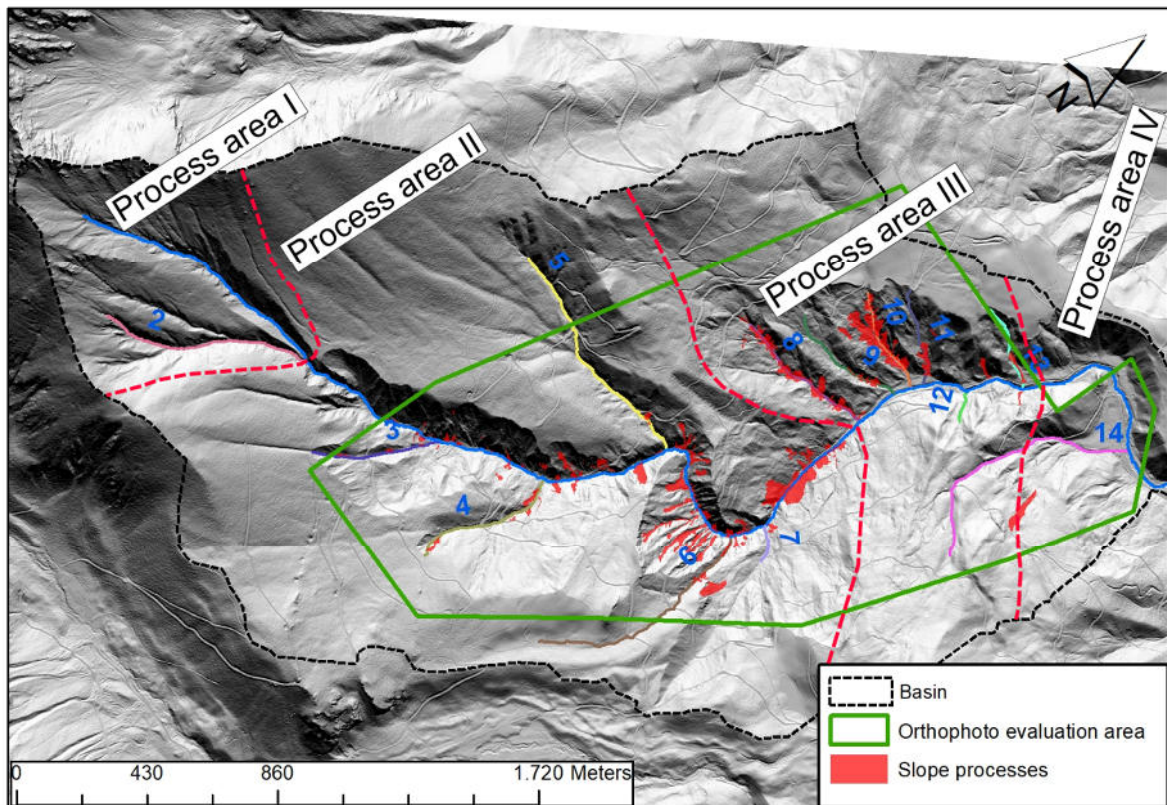 Process area I
Process area II
Process area III
Process area IV
N
2
3
4
5
6
7
8
9
10
11
12
14
0 430 860 1.720 Meters
Basin
Orthophoto evaluation area
Slope processes